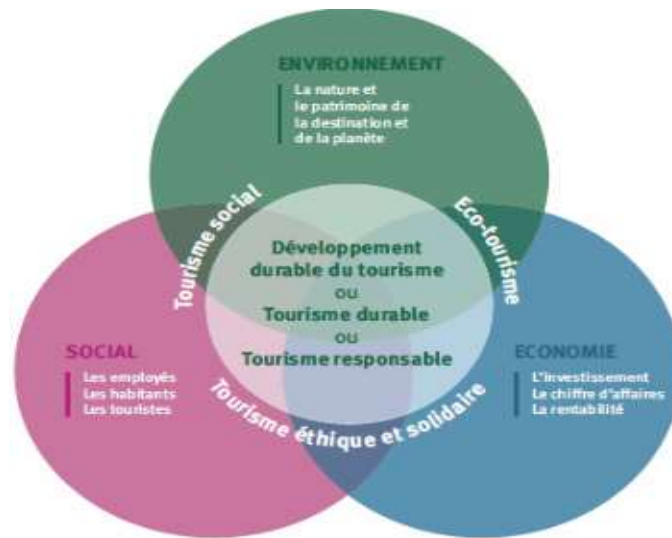 ENVIRONNEMENT
La nature et
le patrimoine de
la destination et
de la planète
Tourisme social
Eco-tourisme
Développement
durable du tourisme
ou
Tourisme durable
ou
Tourisme responsable
SOCIAL
Les employés
Les habitants
Les touristes
ECONOMIE
L'investissement
Le chiffre d'affaires
La rentabilité
Tourisme éthique et solidaire